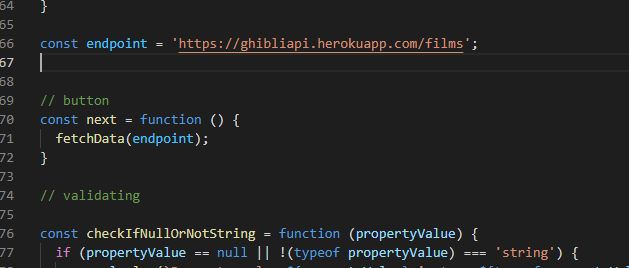 64 }
65
66 const endpoint = 'https://ghibliapi.herokuapp.com/films';
67
68
69 // button
70 const next = function () {
71 fetchData(endpoint);
72 }
73
74 // validating
75
76 const checkIfNullOrNotString = function (propertyValue) {
77 if (propertyValue == null || !(typeof propertyValue) === 'string') {